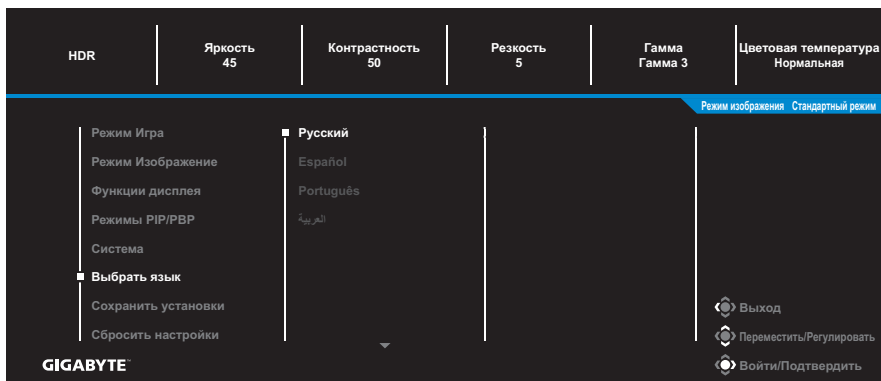 HDR
Яркость
45
Контрастность
50
Резкость
5
Гамма
Гамма 3
Цветовая температура
Нормальная
Режим изображения Стандартный режим
Режим Игра
Режим Изображение
Функции дисплея
Режимы PIP/PBP
Система
Выбрать язык
Сохранить установки
Сбросить настройки
Русский
Español
Português
العربية
Выход
Переместить/Регулировать
Войти/Подтвердить
GIGABYTE™